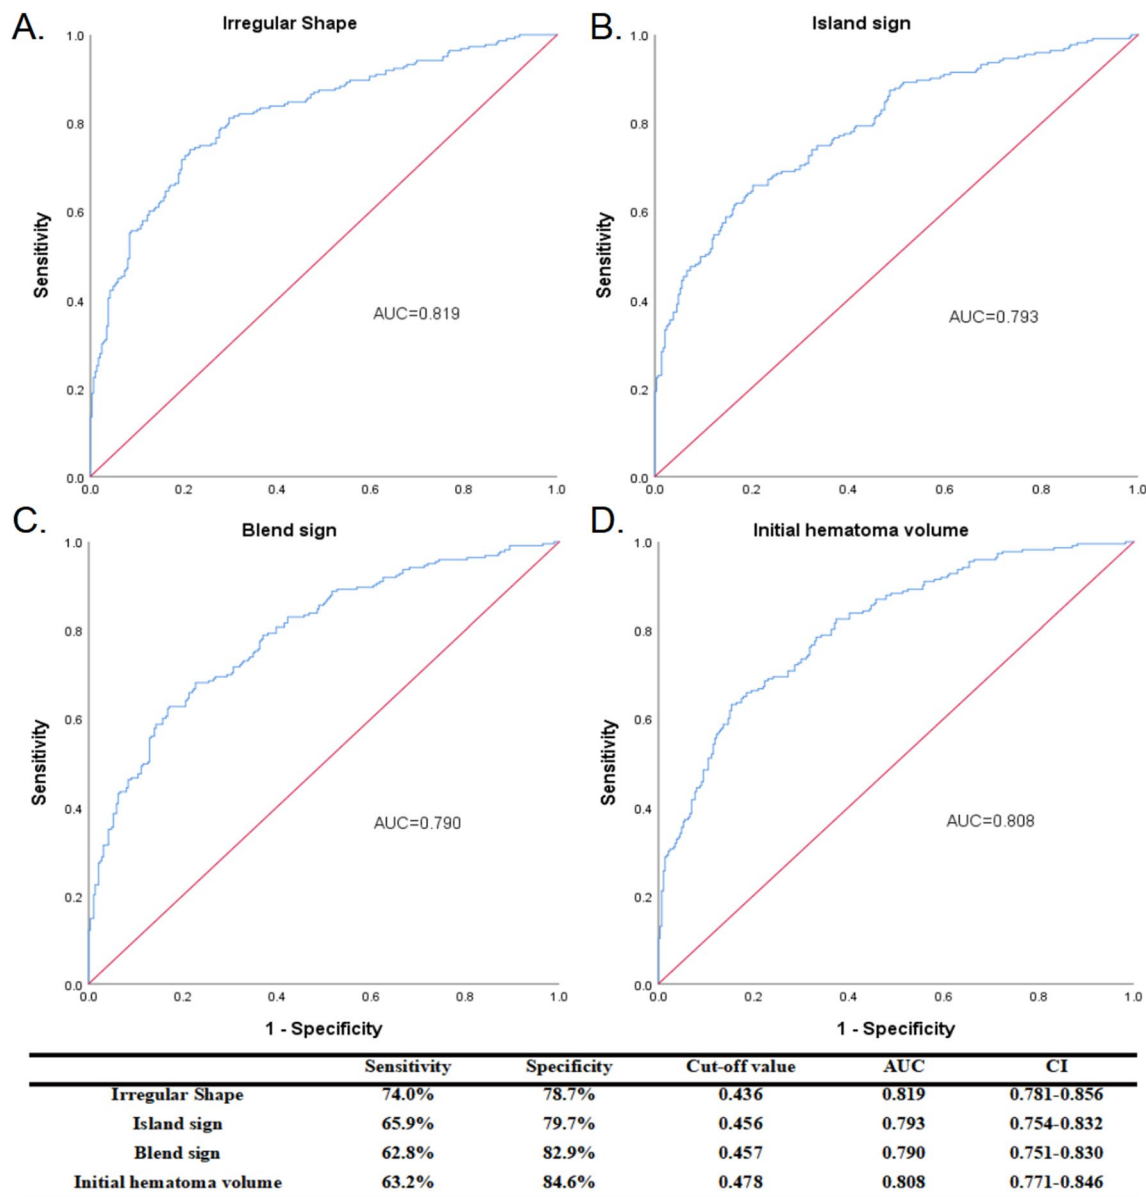 A.
Irregular Shape
1.0
0.8
0.6
0.4
0.2
0.0
Sensitivity
AUC=0.819
0.0 0.2 0.4 0.6 0.8 1.0
B.
Island sign
1.0
0.8
0.6
0.4
0.2
0.0
Sensitivity
AUC=0.793
0.0 0.2 0.4 0.6 0.8 1.0
C.
Blend sign
1.0
0.8
0.6
0.4
0.2
0.0
Sensitivity
AUC=0.790
0.0 0.2 0.4 0.6 0.8 1.0
1 - Specificity
D.
Initial hematoma volume
1.0
0.8
0.6
0.4
0.2
0.0
Sensitivity
AUC=0.808
0.0 0.2 0.4 0.6 0.8 1.0
1 - Specificity
Sensitivity Specificity Cut-off value AUC CI
Irregular Shape 74.0% 78.7% 0.436 0.819 0.781-0.856
Island sign 65.9% 79.7% 0.456 0.793 0.754-0.832
Blend sign 62.8% 82.9% 0.457 0.790 0.751-0.830
Initial hematoma volume 63.2% 84.6% 0.478 0.808 0.771-0.846